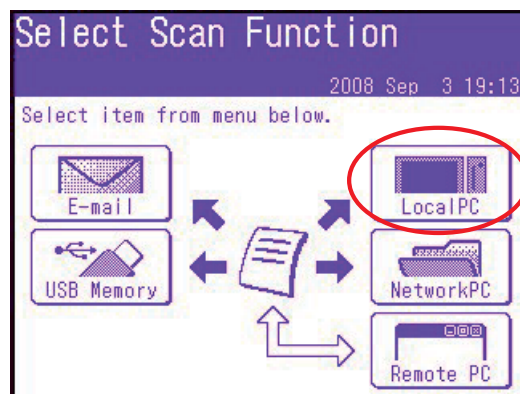 Select Scan Function
2008 Sep 3 19:13
Select item from menu below.
E-mail
LocalPC
USB Memory
NetworkPC
Remote PC